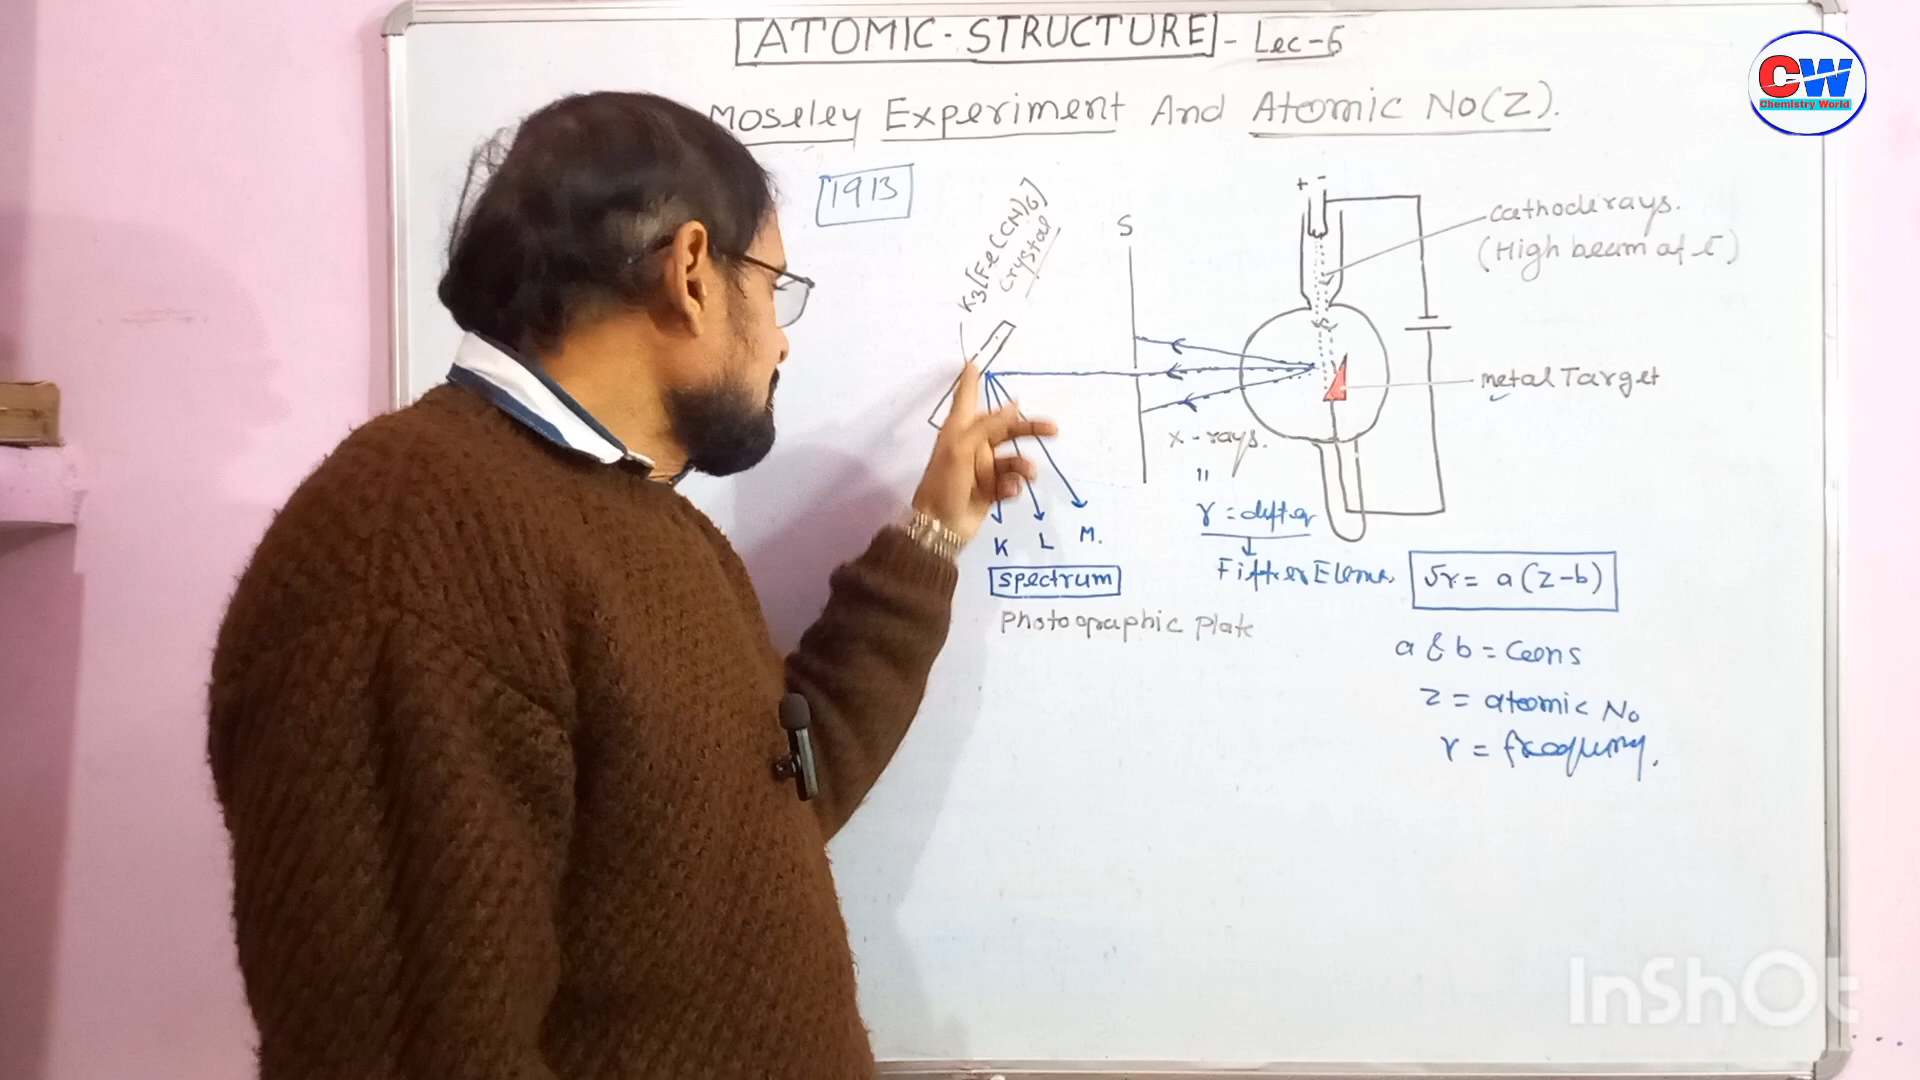 ATOMIC-STRUCTURE - Lec-6
Moseley Experiment And Atomic No(Z).
CW
Chemistry World
1913
K3[Fe(CN)6]
crystal
S
+ -
cathode rays.
(High beam of e̅)
metal Target
x-rays.
"
γ = differ
K L M.
spectrum
Photographic Plate
√γ = a(z-b)
a & b = Cons
z = atomic No
γ = frequency.
InShOt